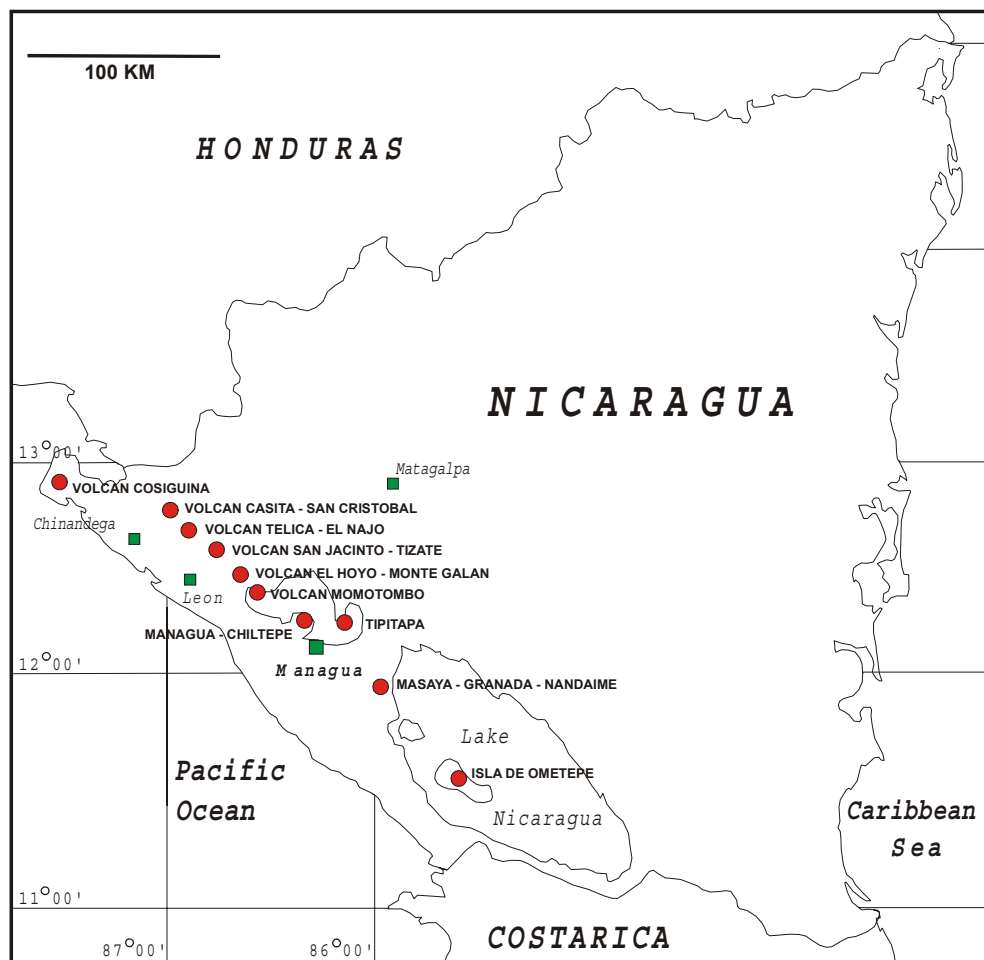 100 KM
HONDURAS
NICARAGUA
13°00'
Matagalpa
VOLCAN COSIGUINA
VOLCAN CASITA - SAN CRISTOBAL
Chinandega
VOLCAN TELICA - EL NAJO
VOLCAN SAN JACINTO - TIZATE
VOLCAN EL HOYO - MONTE GALAN
Leon
VOLCAN MOMOTOMBO
MANAGUA - CHILTEPE
TIPITAPA
12°00'
Managua
MASAYA - GRANADA - NANDAIME
Lake
Pacific
Ocean
ISLA DE OMETEPE
Nicaragua
Caribbean
Sea
11°00'
87°00'
86°00'
COSTARICA